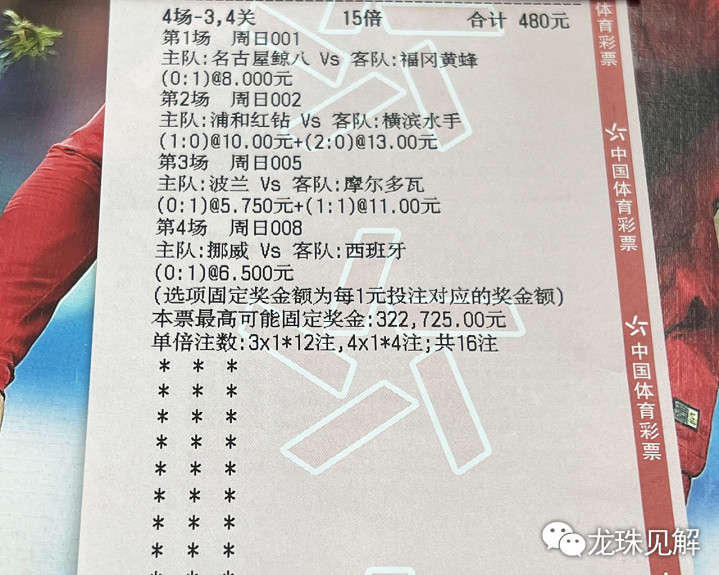 4场-3,4关 15倍 合计 480元
第1场 周日001
主队:名古屋鲸八 Vs 客队:福冈黄蜂
(0:1)@8.000元
第2场 周日002
主队:浦和红钻 Vs 客队:横滨水手
(1:0)@10.00元+(2:0)@13.00元
第3场 周日005
主队:波兰 Vs 客队:摩尔多瓦
(0:1)@5.750元+(1:1)@11.00元
第4场 周日008
主队:挪威 Vs 客队:西班牙
(0:1)@6.500元
(选项固定奖金额为每1元投注对应的奖金额)
本票最高可能固定奖金:322,725.00元
单倍注数:3x1*12注,4x1*4注;共16注
* * *
* * *
* * *
* * *
* * *
* * *
* * *
* * *
* * *
体育彩票
中国体育彩票
中国体育彩票
龙珠见解